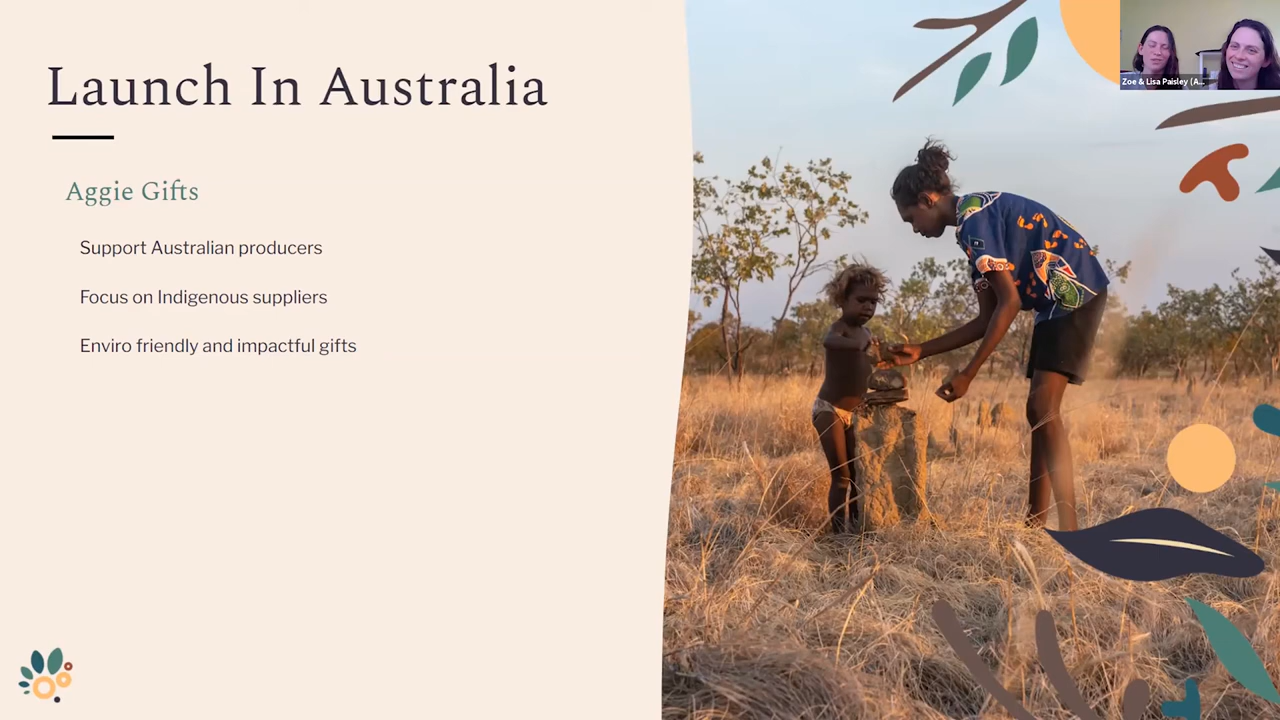 Launch In Australia
Aggie Gifts
Support Australian producers
Focus on Indigenous suppliers
Enviro friendly and impactful gifts
Zoe & Lisa Paisley (A...